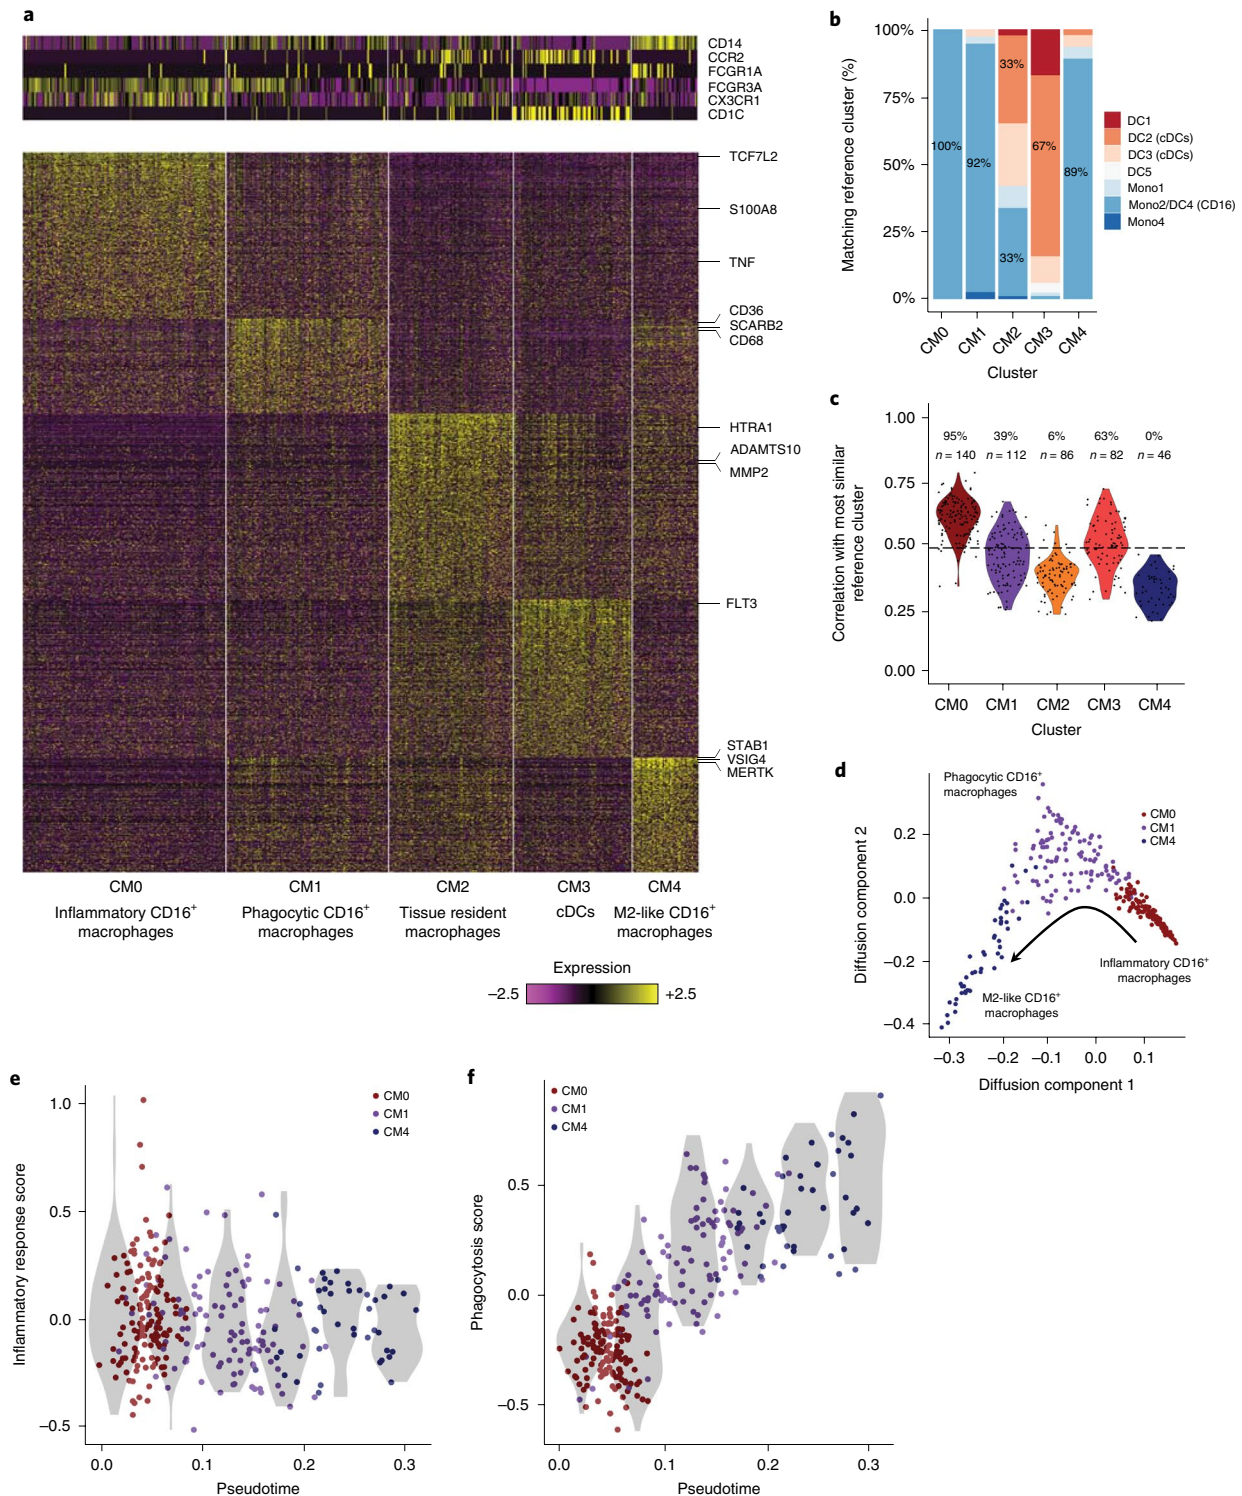 a
CD14
CCR2
FCGR1A
FCGR3A
CX3CR1
CD1C
TCF7L2
S100A8
TNF
CD36
SCARB2
CD68
HTRA1
ADAMTS10
MMP2
FLT3
STAB1
VSIG4
MERTK
CM0 CM1 CM2 CM3 CM4
Inflammatory CD16+ Phagocytic CD16+ Tissue resident cDCs M2-like CD16+
macrophages macrophages macrophages macrophages
Expression
–2.5 +2.5
b
Matching reference cluster (%)
100%
75%
50%
25%
0%
100%
92%
33%
33%
67%
89%
CM0 CM1 CM2 CM3 CM4
Cluster
DC1
DC2 (cDCs)
DC3 (cDCs)
DC5
Mono1
Mono2/DC4 (CD16)
Mono4
c
Correlation with most similar
reference cluster
1.00
0.75
0.50
0.25
0.00
95% 39% 6% 63% 0%
n = 140 n = 112 n = 86 n = 82 n = 46
CM0 CM1 CM2 CM3 CM4
Cluster
d
Diffusion component 2
0.2
0.0
–0.2
–0.4
Phagocytic CD16+
macrophages
CM0
CM1
CM4
Inflammatory CD16+
macrophages
M2-like CD16+
macrophages
–0.3 –0.2 –0.1 0.0 0.1
Diffusion component 1
e
Inflammatory response score
1.0
0.5
0.0
–0.5
CM0
CM1
CM4
0.0 0.1 0.2 0.3
Pseudotime
f
Phagocytosis score
0.5
0.0
–0.5
CM0
CM1
CM4
0.0 0.1 0.2 0.3
Pseudotime